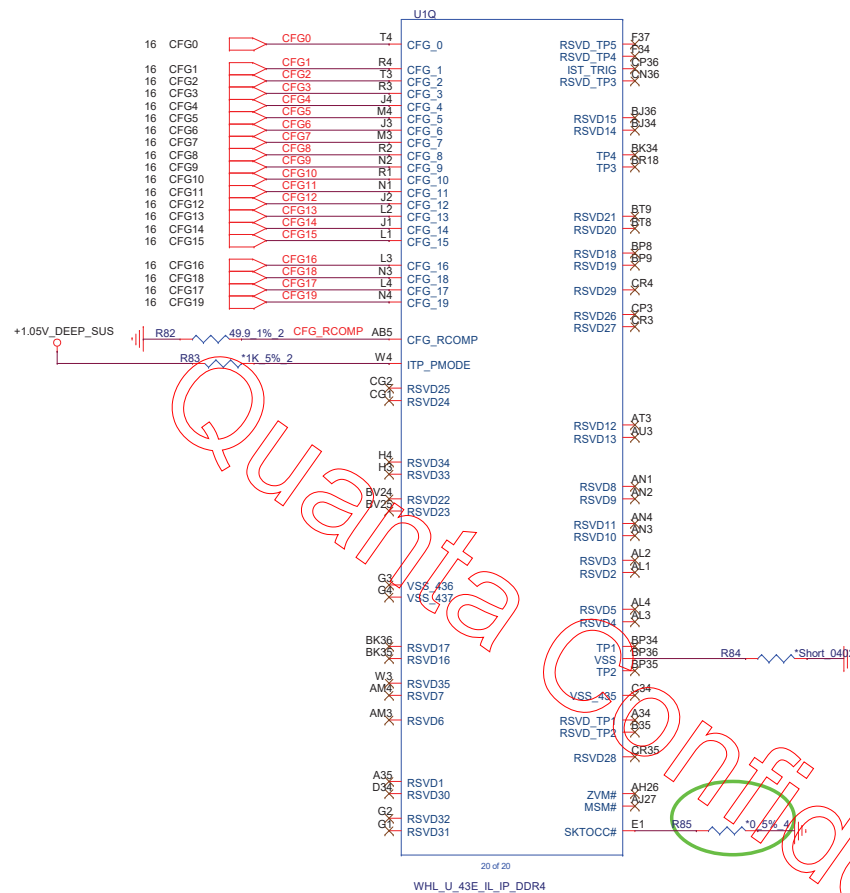 U1Q
16 CFG0 CFG0 T4 CFG_0 RSVD_TP5 F37
RSVD_TP4 F34
16 CFG1 CFG1 R4 CFG_1 IST_TRIG CP36
16 CFG2 CFG2 T3 CFG_2 RSVD_TP3 CN36
16 CFG3 CFG3 R3 CFG_3
16 CFG4 CFG4 J4 CFG_4
16 CFG5 CFG5 M4 CFG_5 RSVD15 BJ36
16 CFG6 CFG6 J3 CFG_6 RSVD14 BJ34
16 CFG7 CFG7 M3 CFG_7
16 CFG8 CFG8 R2 CFG_8 TP4 BK34
16 CFG9 CFG9 N2 CFG_9 TP3 BR18
16 CFG10 CFG10 R1 CFG_10
16 CFG11 CFG11 N1 CFG_11
16 CFG12 CFG12 J2 CFG_12
16 CFG13 CFG13 L2 CFG_13 RSVD21 BT9
16 CFG14 CFG14 J1 CFG_14 RSVD20 BT8
16 CFG15 CFG15 L1 CFG_15
RSVD18 BP8
16 CFG16 CFG16 L3 CFG_16 RSVD19 BP9
16 CFG18 CFG18 N3 CFG_18
16 CFG17 CFG17 L4 CFG_17 RSVD29 CR4
16 CFG19 CFG19 N4 CFG_19
RSVD26 CP3
RSVD27 CR3
+1.05V_DEEP_SUS R82 49.9_1%_2 CFG_RCOMP AB5 CFG_RCOMP
R83 *1K_5%_2 W4 ITP_PMODE
CG2 RSVD25
CG1 RSVD24
RSVD12 AT3
RSVD13 AU3
H4 RSVD34
H3 RSVD33
RSVD8 AN1
BV24 RSVD22 RSVD9 AN2
BV25 RSVD23
RSVD11 AN4
RSVD10 AN3
RSVD3 AL2
RSVD2 AL1
G3 VSS_436
G4 VSS_437
RSVD5 AL4
RSVD4 AL3
BK36 RSVD17 TP1 BP34
BK35 RSVD16 VSS BP36 R84 *Short_040
TP2 BP35
W3 RSVD35
AM4 RSVD7 VSS_435 C34
AM3 RSVD6 RSVD_TP1 A34
RSVD_TP2 B35
RSVD28 CR35
A35 RSVD1
D34 RSVD30 ZVM# AH26
MSM# AJ27
G2 RSVD32
G1 RSVD31 SKTOCC# E1 R85 *0_5%_4
20 of 20
WHL_U_43E_IL_IP_DDR4
Quanta Confid